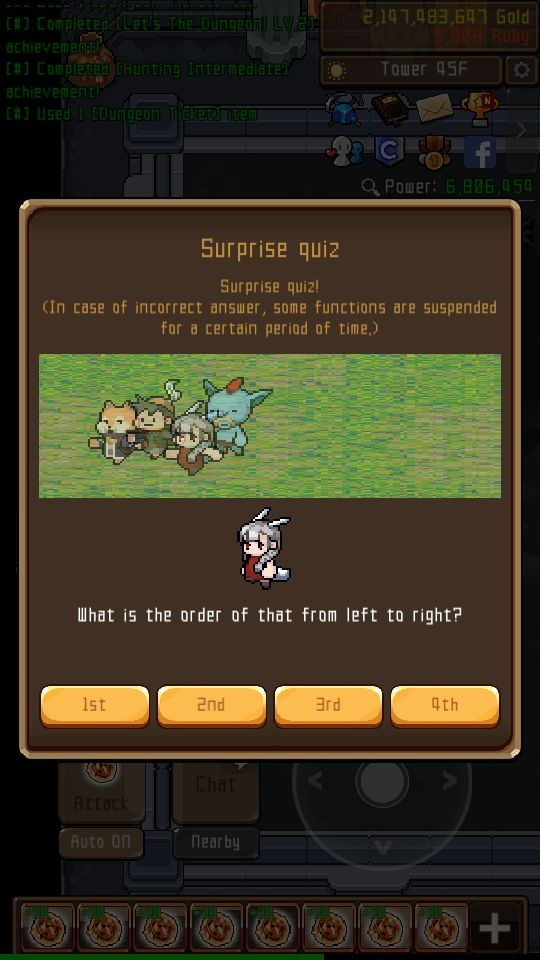 2,147,483,647 Gold
[#] Completed [Let's The Dungeon! LV.2]
achievement!
[#] Completed [Hunting Intermediate]
achievement!
[#] Used 1 [Dungeon Ticket] item
Ruby
Tower 45F
N
C
f
Power: 6,806,454
Surprise quiz
Surprise quiz!
(In case of incorrect answer, some functions are suspended
for a certain period of time.)
What is the order of that from left to right?
1st
2nd
3rd
4th
Attack
Chat
Auto ON
Nearby